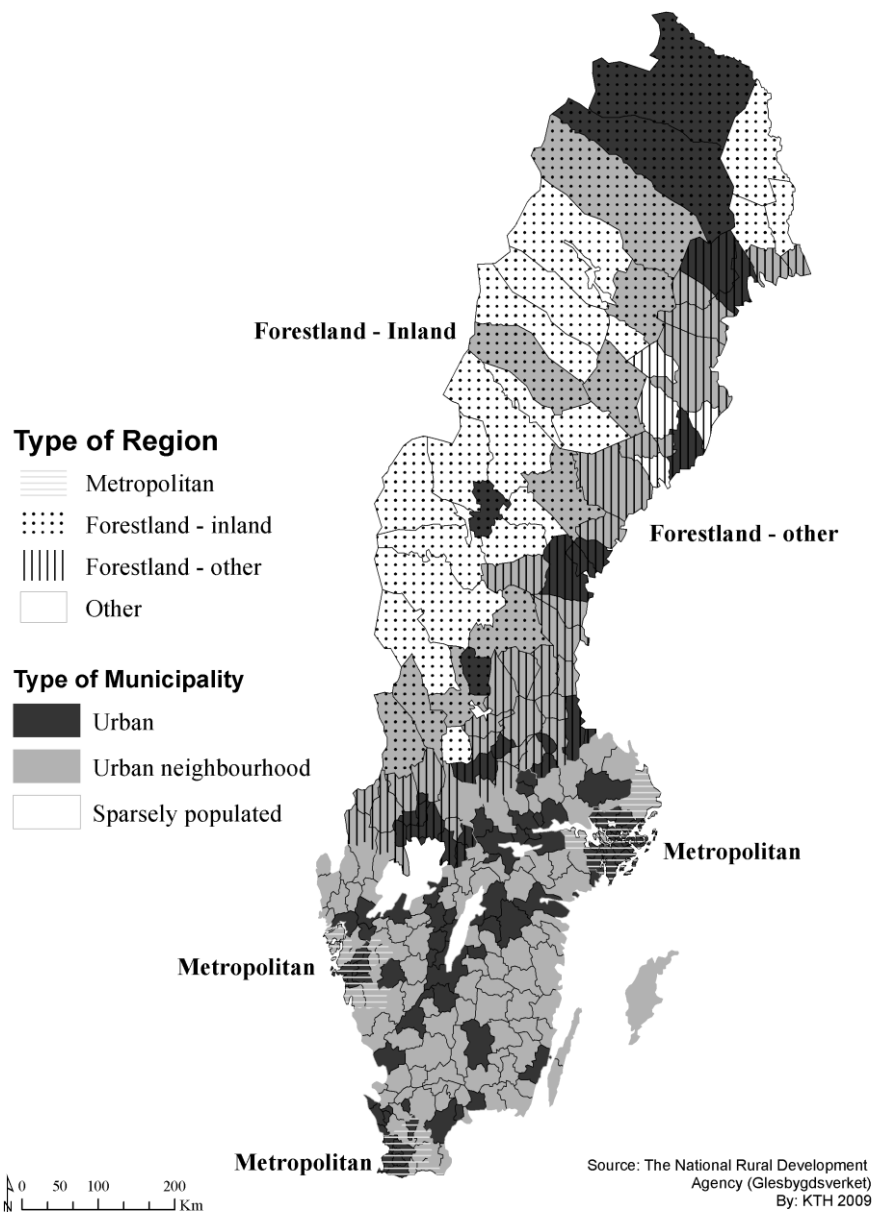 Forestland - Inland
Type of Region
Metropolitan
Forestland - inland
Forestland - other
Other
Forestland - other
Type of Municipality
Urban
Urban neighbourhood
Sparsely populated
Metropolitan
Metropolitan
Metropolitan
Source: The National Rural Development
Agency (Glesbygdsverket)
By: KTH 2009
N
0 50 100 200
Km